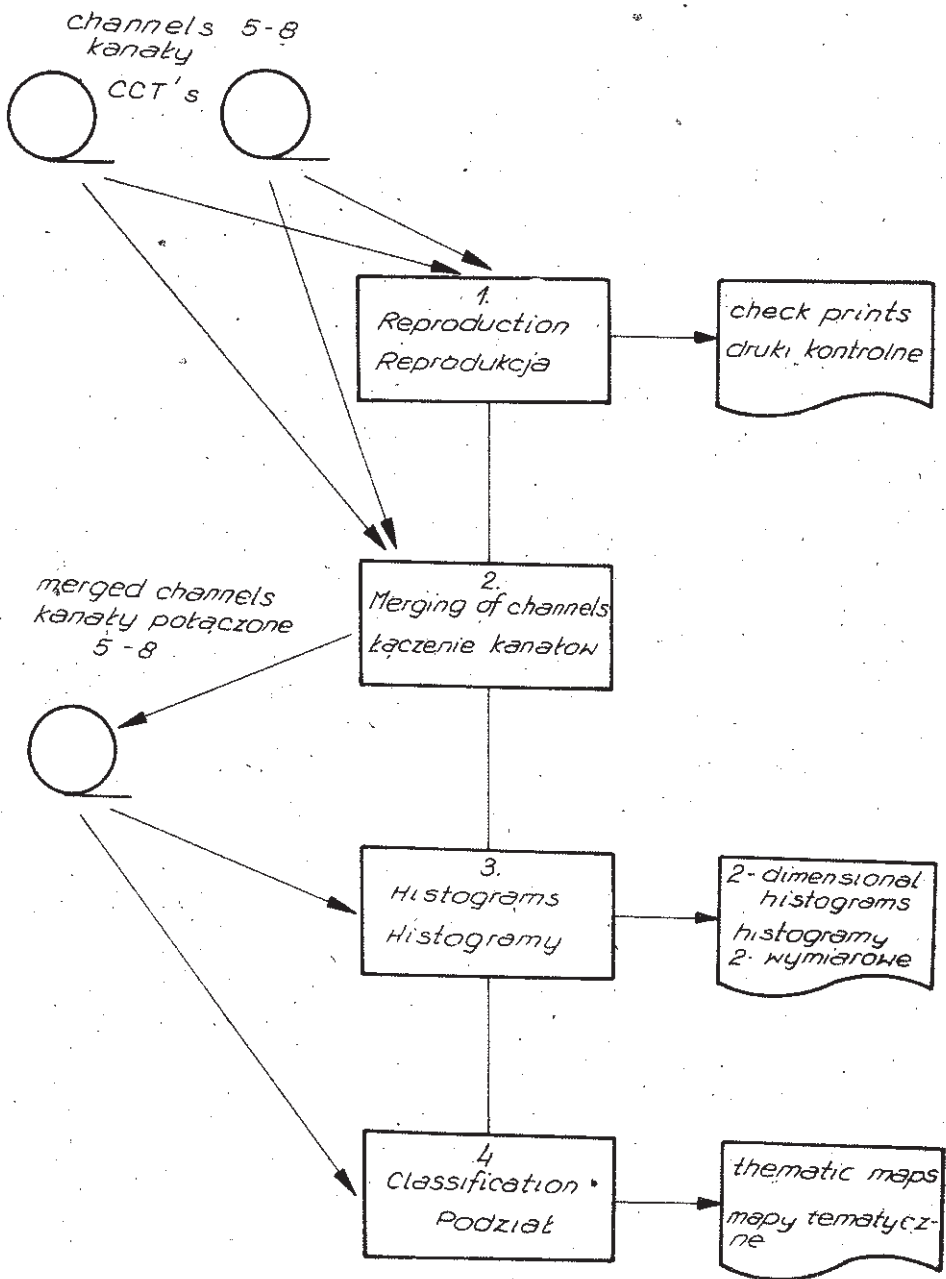 channels 5-8
kanały
CCT's
1.
Reproduction
Reprodukcja
check prints
druki kontrolne
2.
Merging of channels
Łączenie kanałow
merged channels
kanały połączone
5-8
3.
Histograms
Histogramy
2-dimensional
histograms
histogramy
2- wymiarowe
4
Classification
Podział
thematic maps
mapy tematycz-
ne